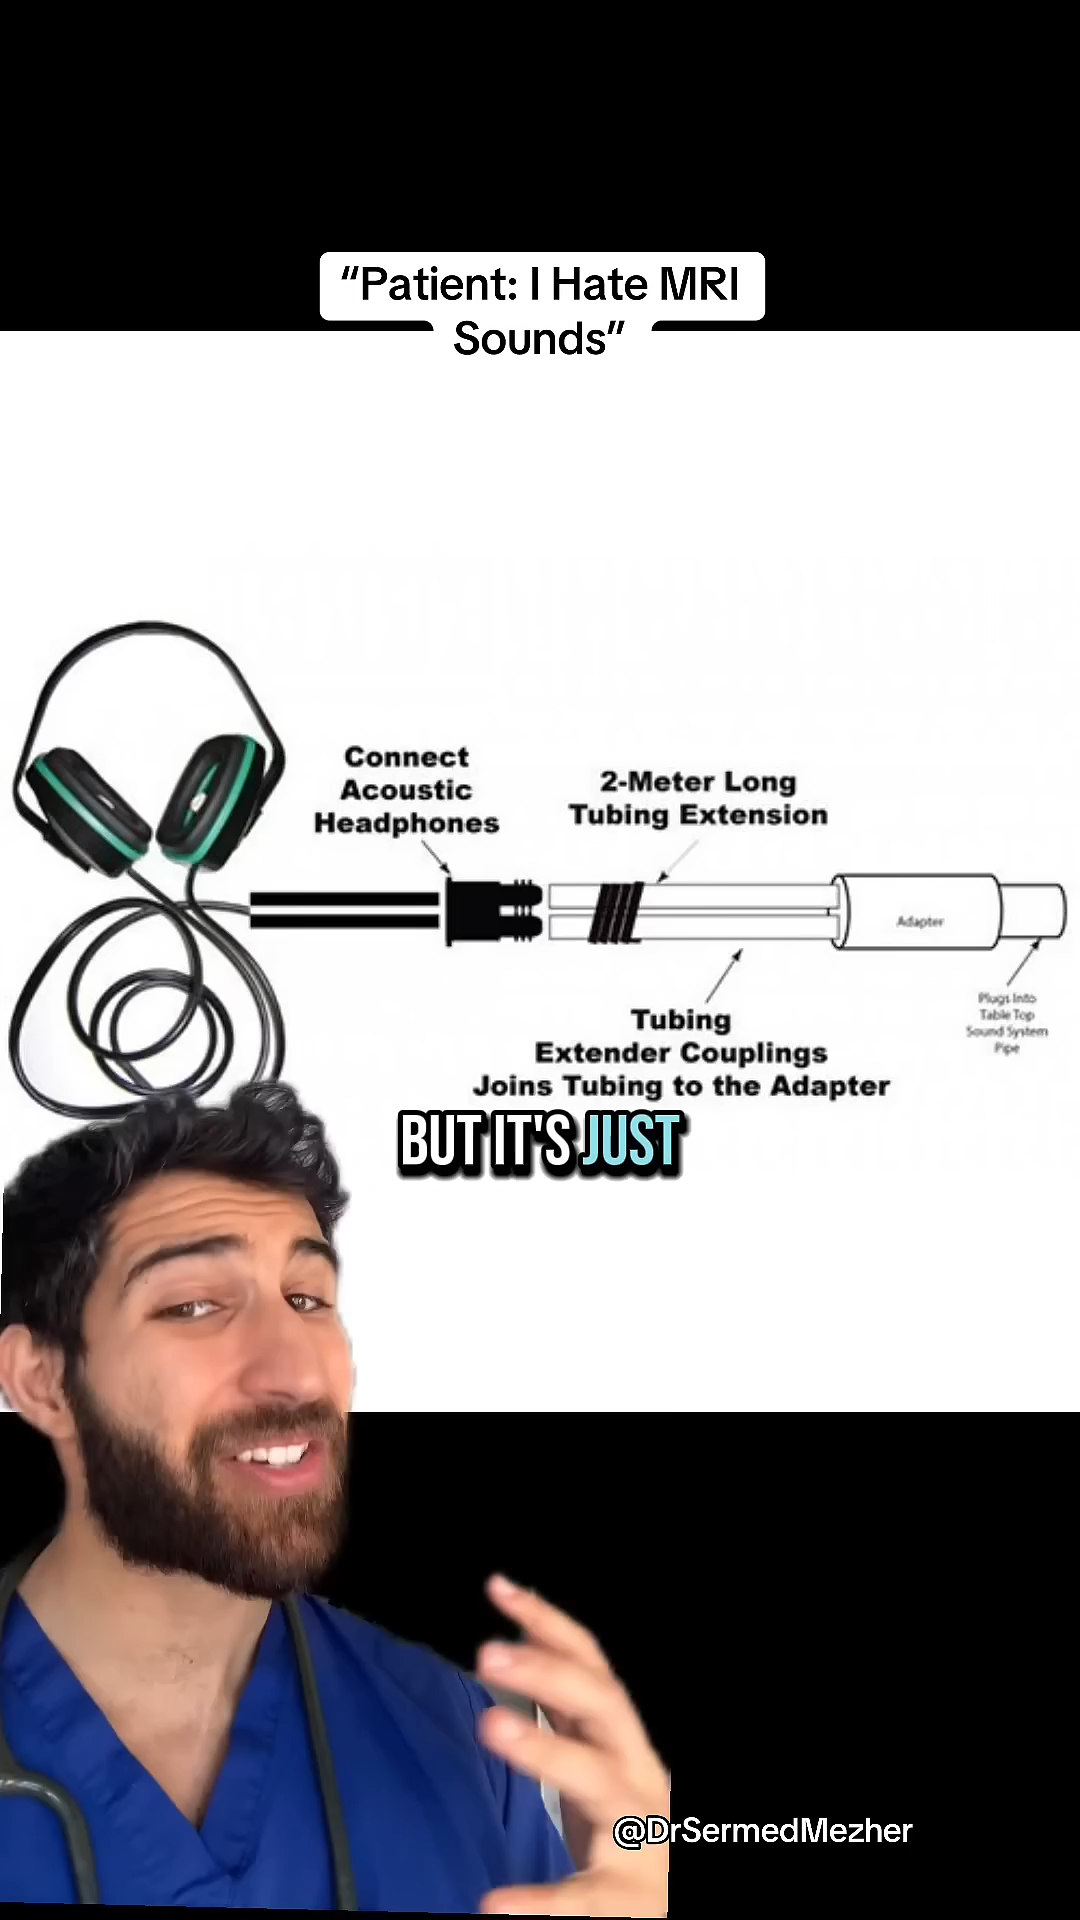 “Patient: I Hate MRI
Sounds”
Connect
Acoustic
Headphones
2-Meter Long
Tubing Extension
Adapter
Plugs Into
Table Top
Sound System
Pipe
Tubing
Extender Couplings
Joins Tubing to the Adapter
BUT IT'S JUST
@DrSermedMezher